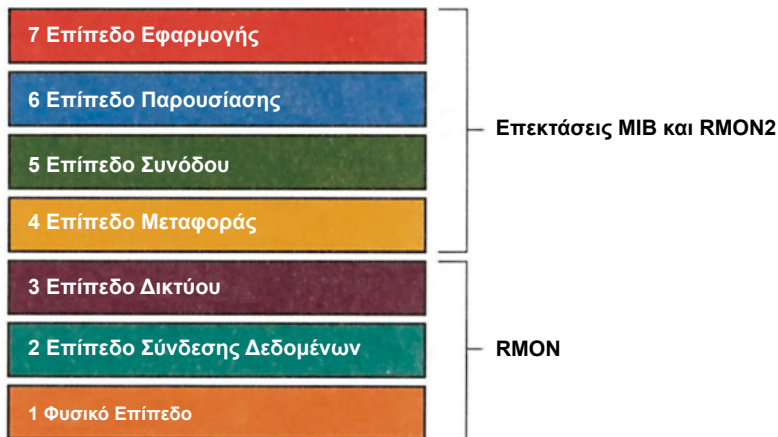 7 Επίπεδο Εφαρμογής
6 Επίπεδο Παρουσίασης
Επεκτάσεις MIB και RMON2
5 Επίπεδο Συνόδου
4 Επίπεδο Μεταφοράς
3 Επίπεδο Δικτύου
2 Επίπεδο Σύνδεσης Δεδομένων
RMON
1 Φυσικό Επίπεδο